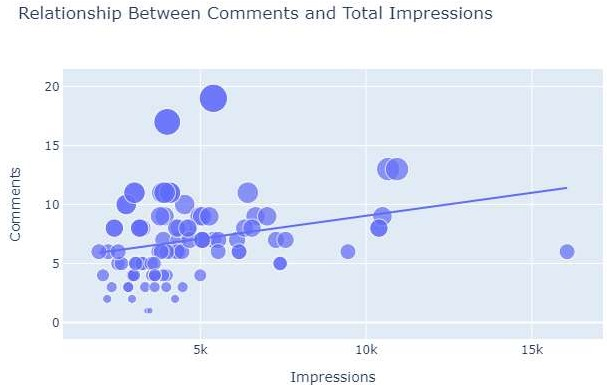 Relationship Between Comments and Total Impressions
20
15
10
5
0
Comments
5k
10k
15k
Impressions